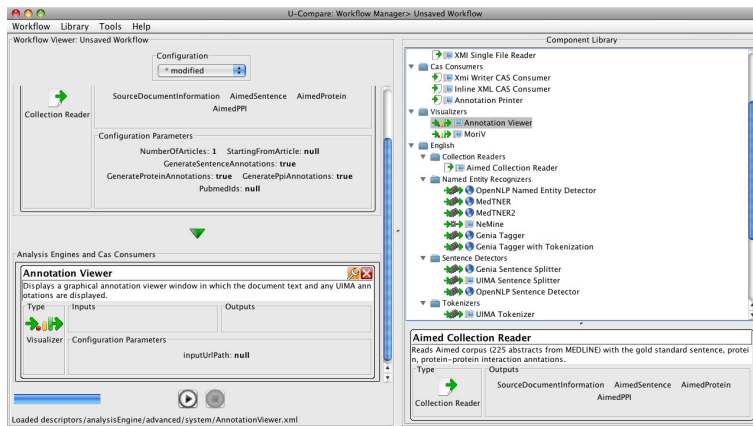 U-Compare: Workflow Manager> Unsaved Workflow
Workflow Library Tools Help
Workflow Viewer: Unsaved Workflow
Configuration
* modified
Collection Reader
SourceDocumentInformation AimedSentence AimedProtein
AimedPPI
Configuration Parameters
NumberOfArticles: 1 StartingFromArticle: null
GenerateSentenceAnnotations: true
GenerateProteinAnnotations: true GeneratePpiAnnotations: true
PubmedIds: null
Analysis Engines and Cas Consumers
Annotation Viewer
Displays a graphical annotation viewer window in which the document text and any UIMA ann
otations are displayed.
Type Inputs Outputs
Visualizer
Configuration Parameters
inputUrlPath: null
Loaded descriptors/analysisEngine/advanced/system/AnnotationViewer.xml
Component Library
XMI Single File Reader
Cas Consumers
Xmi Writer CAS Consumer
Inline XML CAS Consumer
Annotation Printer
Visualizers
Annotation Viewer
MoriV
English
Collection Readers
Aimed Collection Reader
Named Entity Recognizers
OpenNLP Named Entity Detector
MedTNER
MedTNER2
NeMine
Genia Tagger
Genia Tagger with Tokenization
Sentence Detectors
Genia Sentence Splitter
UIMA Sentence Splitter
OpenNLP Sentence Detector
Tokenizers
UIMA Tokenizer
Aimed Collection Reader
Reads Aimed corpus (225 abstracts from MEDLINE) with the gold standard sentence, protei
n, protein-protein interaction anntations.
Type Outputs
Collection Reader
SourceDocumentInformation AimedSentence AimedProtein
AimedPPI